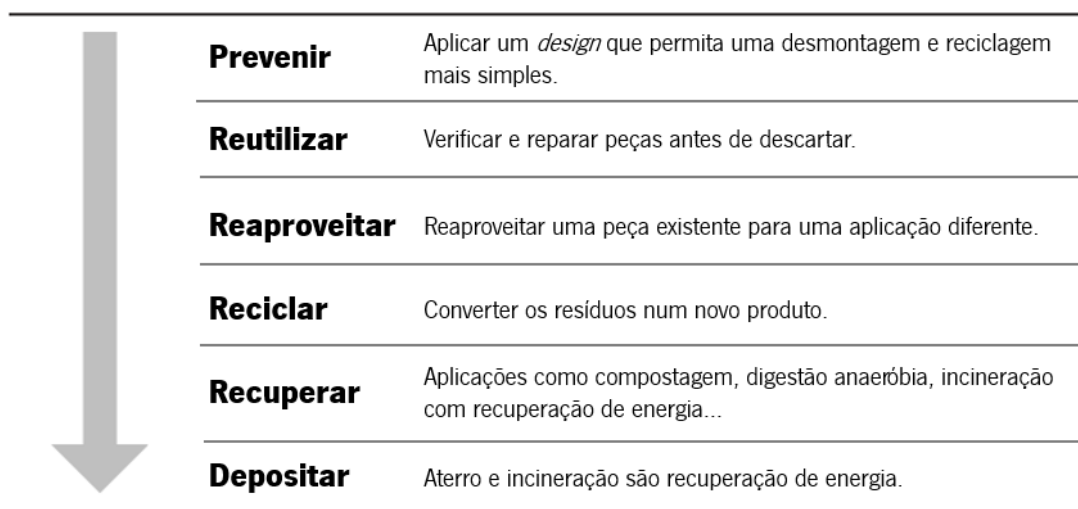 Prevenir
Aplicar um design que permita uma desmontagem e reciclagem
mais simples.
Reutilizar
Verificar e reparar peças antes de descartar.
Reaproveitar
Reaproveitar uma peça existente para uma aplicação diferente.
Reciclar
Converter os resíduos num novo produto.
Recuperar
Aplicações como compostagem, digestão anaeróbia, incineração
com recuperação de energia...
Depositar
Aterro e incineração são recuperação de energia.